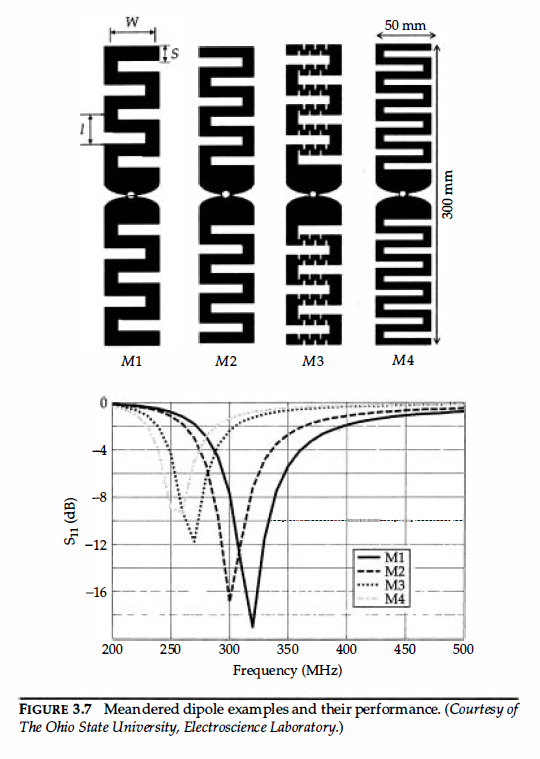 W
S
l
50 mm
300 mm
M1 M2 M3 M4
0
−4
−8
−12
−16
S11 (dB)
M1
M2
M3
M4
200 250 300 350 400 450 500
Frequency (MHz)
FIGURE 3.7 Meandered dipole examples and their performance. (Courtesy of
The Ohio State University, Electroscience Laboratory.)